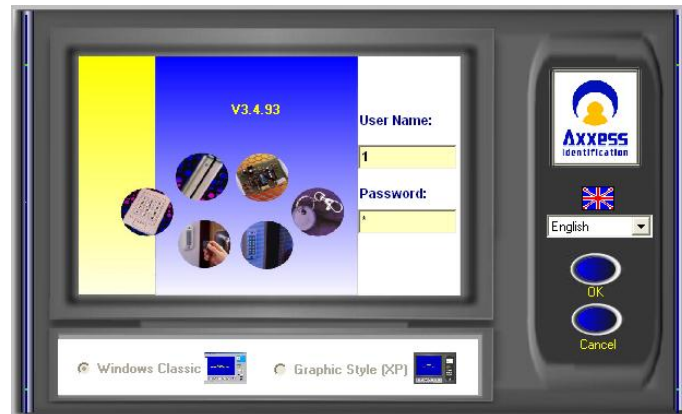 V3.4.93
User Name:
1
Password:
*
Axxess
Identification
English
OK
Cancel
Windows Classic
Graphic Style (XP)